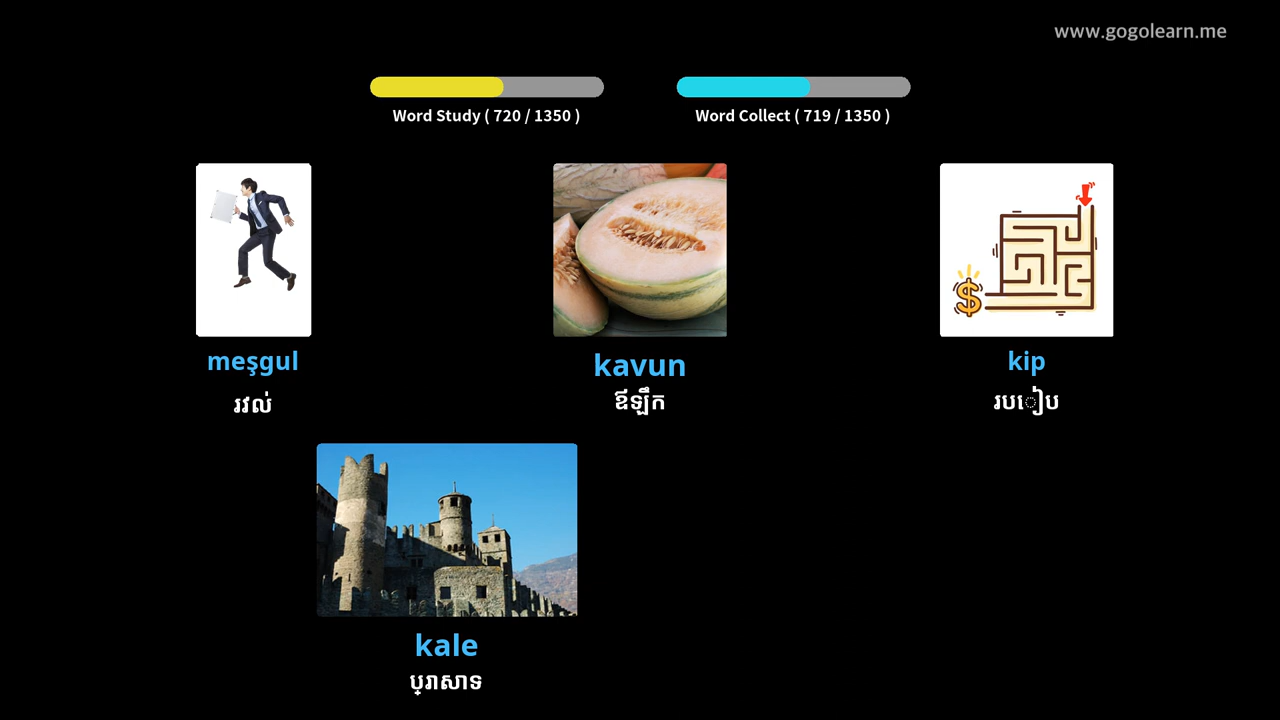 www.gogolearn.me
Word Study ( 720 / 1350 )
Word Collect ( 719 / 1350 )
meşgul
រវល់
kavun
ឪឡឹក
kip
របៀប
kale
ប្រាសាទ